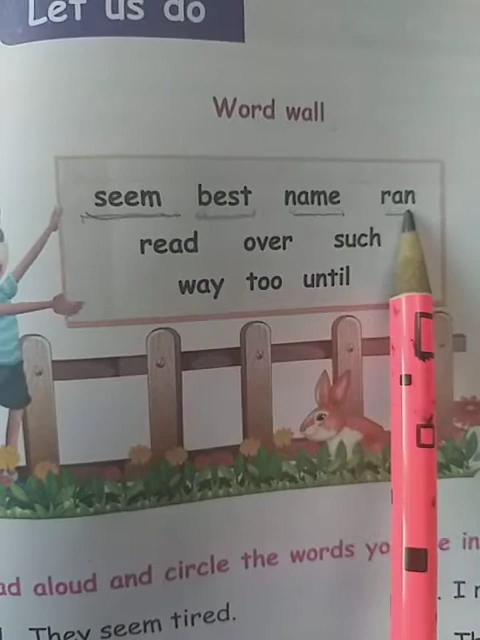 Let us do
Word wall
seem best name ran
read over such
way too until
ad aloud and circle the words yo e in
. They seem tired. . I